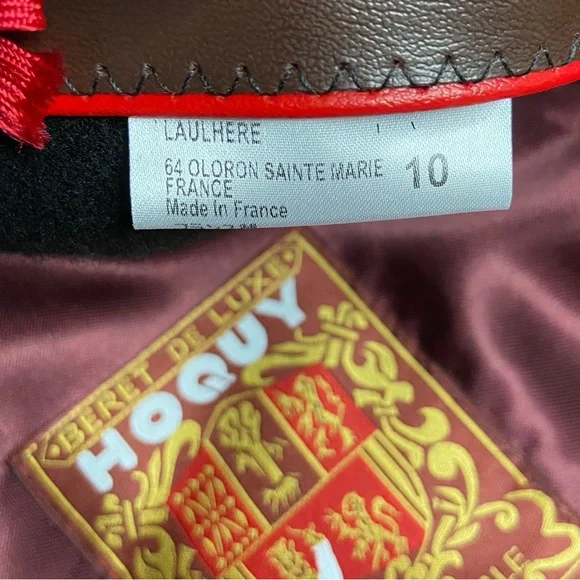 LAULHERE
64 OLORON SAINTE MARIE
FRANCE
10
Made In France
BERET DE LUXE
HOQUY